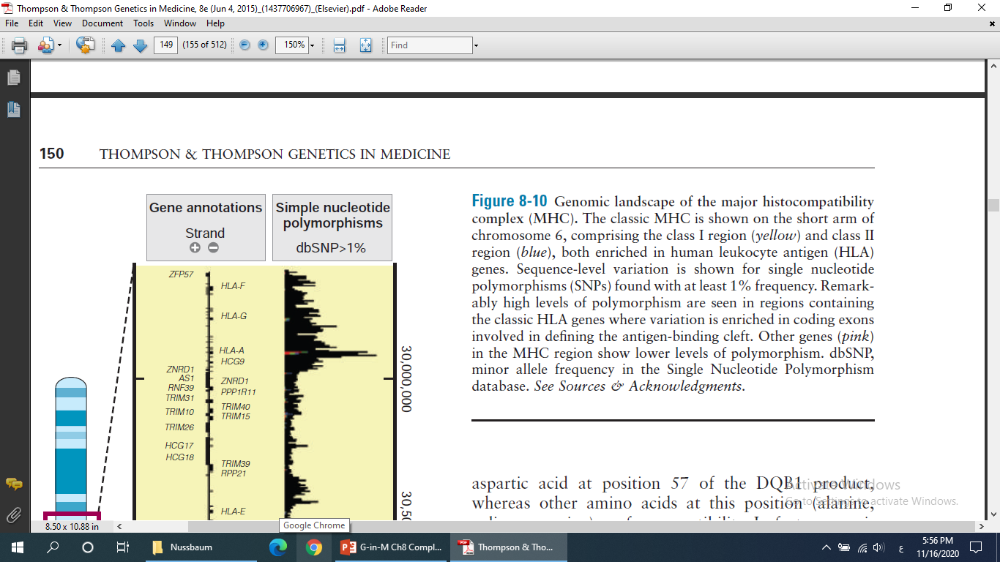 Thompson & Thompson Genetics in Medicine, 8e (Jun 4, 2015)_(1437706967)_(Elsevier).pdf - Adobe Reader
File Edit View Document Tools Window Help
149 (155 of 512) 150% Find
150 THOMPSON & THOMPSON GENETICS IN MEDICINE
Gene annotations
Strand
+ −
Simple nucleotide
polymorphisms
dbSNP>1%
ZFP57
HLA-F
HLA-G
HLA-A
HCG9
ZNRD1
AS1
RNF39
TRIM31
ZNRD1
PPP1R11
TRIM10
TRIM40
TRIM15
TRIM26
HCG17
HCG18
TRIM39
RPP21
HLA-E
30,000,000
30,50
Figure 8-10 Genomic landscape of the major histocompatibility
complex (MHC). The classic MHC is shown on the short arm of
chromosome 6, comprising the class I region (yellow) and class II
region (blue), both enriched in human leukocyte antigen (HLA)
genes. Sequence-level variation is shown for single nucleotide
polymorphisms (SNPs) found with at least 1% frequency. Remark-
ably high levels of polymorphism are seen in regions containing
the classic HLA genes where variation is enriched in coding exons
involved in defining the antigen-binding cleft. Other genes (pink)
in the MHC region show lower levels of polymorphism. dbSNP,
minor allele frequency in the Single Nucleotide Polymorphism
database. See Sources & Acknowledgments.
aspartic acid at position 57 of the DQB1 product,
whereas other amino acids at this position (alanine,
Activate Windows
Go to Settings to activate Windows.
8.50 x 10.88 in
Google Chrome
Nussbaum
G-in-M Ch8 Compl...
Thompson & Tho...
ع
5:56 PM
11/16/2020